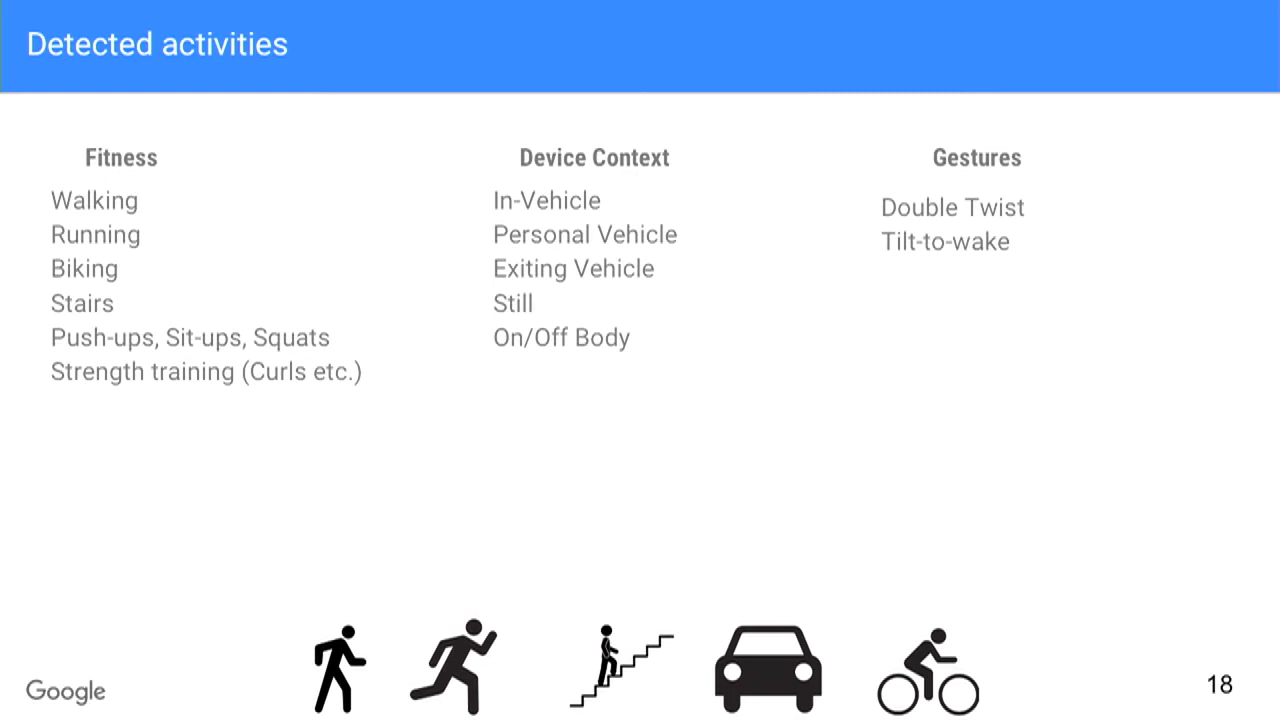 Detected activities
Fitness
Walking
Running
Biking
Stairs
Push-ups, Sit-ups, Squats
Strength training (Curls etc.)
Device Context
In-Vehicle
Personal Vehicle
Exiting Vehicle
Still
On/Off Body
Gestures
Double Twist
Tilt-to-wake
Google
18